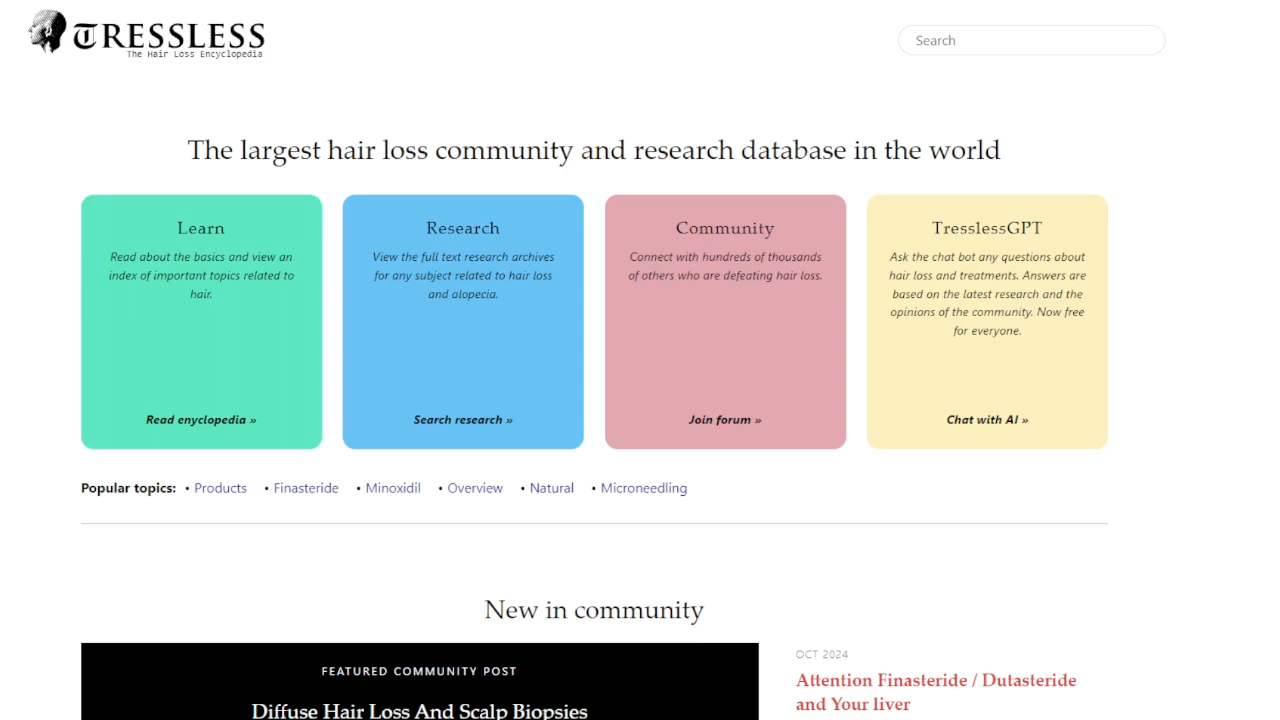 TRESSLESS
The Hair Loss Encyclopedia
Search
The largest hair loss community and research database in the world
Learn
Read about the basics and view an
index of important topics related to
hair.
Read enyclopedia »
Research
View the full text research archives
for any subject related to hair loss
and alopecia.
Search research »
Community
Connect with hundreds of thousands
of others who are defeating hair loss.
Join forum »
TresslessGPT
Ask the chat bot any questions about
hair loss and treatments. Answers are
based on the latest research and the
opinions of the community. Now free
for everyone.
Chat with AI »
Popular topics: • Products • Finasteride • Minoxidil • Overview • Natural • Microneedling
New in community
FEATURED COMMUNITY POST
Diffuse Hair Loss And Scalp Biopsies
OCT 2024
Attention Finasteride / Dutasteride
and Your liver